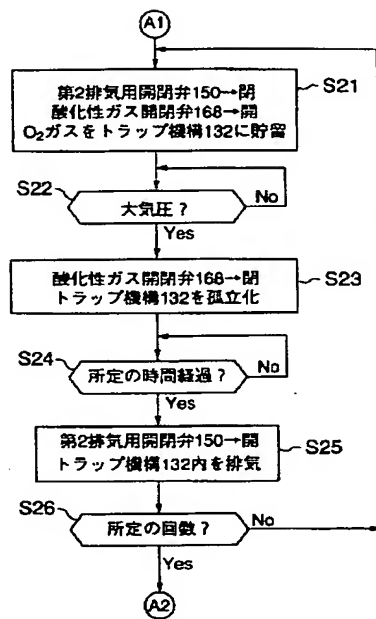 A1
第2排気用開閉弁150→閉
酸化性ガス開閉弁168→開
O₂ガスをトラップ機構132に貯留
S21
S22
大気圧？
No
Yes
酸化性ガス開閉弁168→閉
トラップ機構132を孤立化
S23
S24
所定の時間経過？
No
Yes
第2排気用開閉弁150→開
トラップ機構132内を排気
S25
S26
所定の回数？
No
Yes
A2